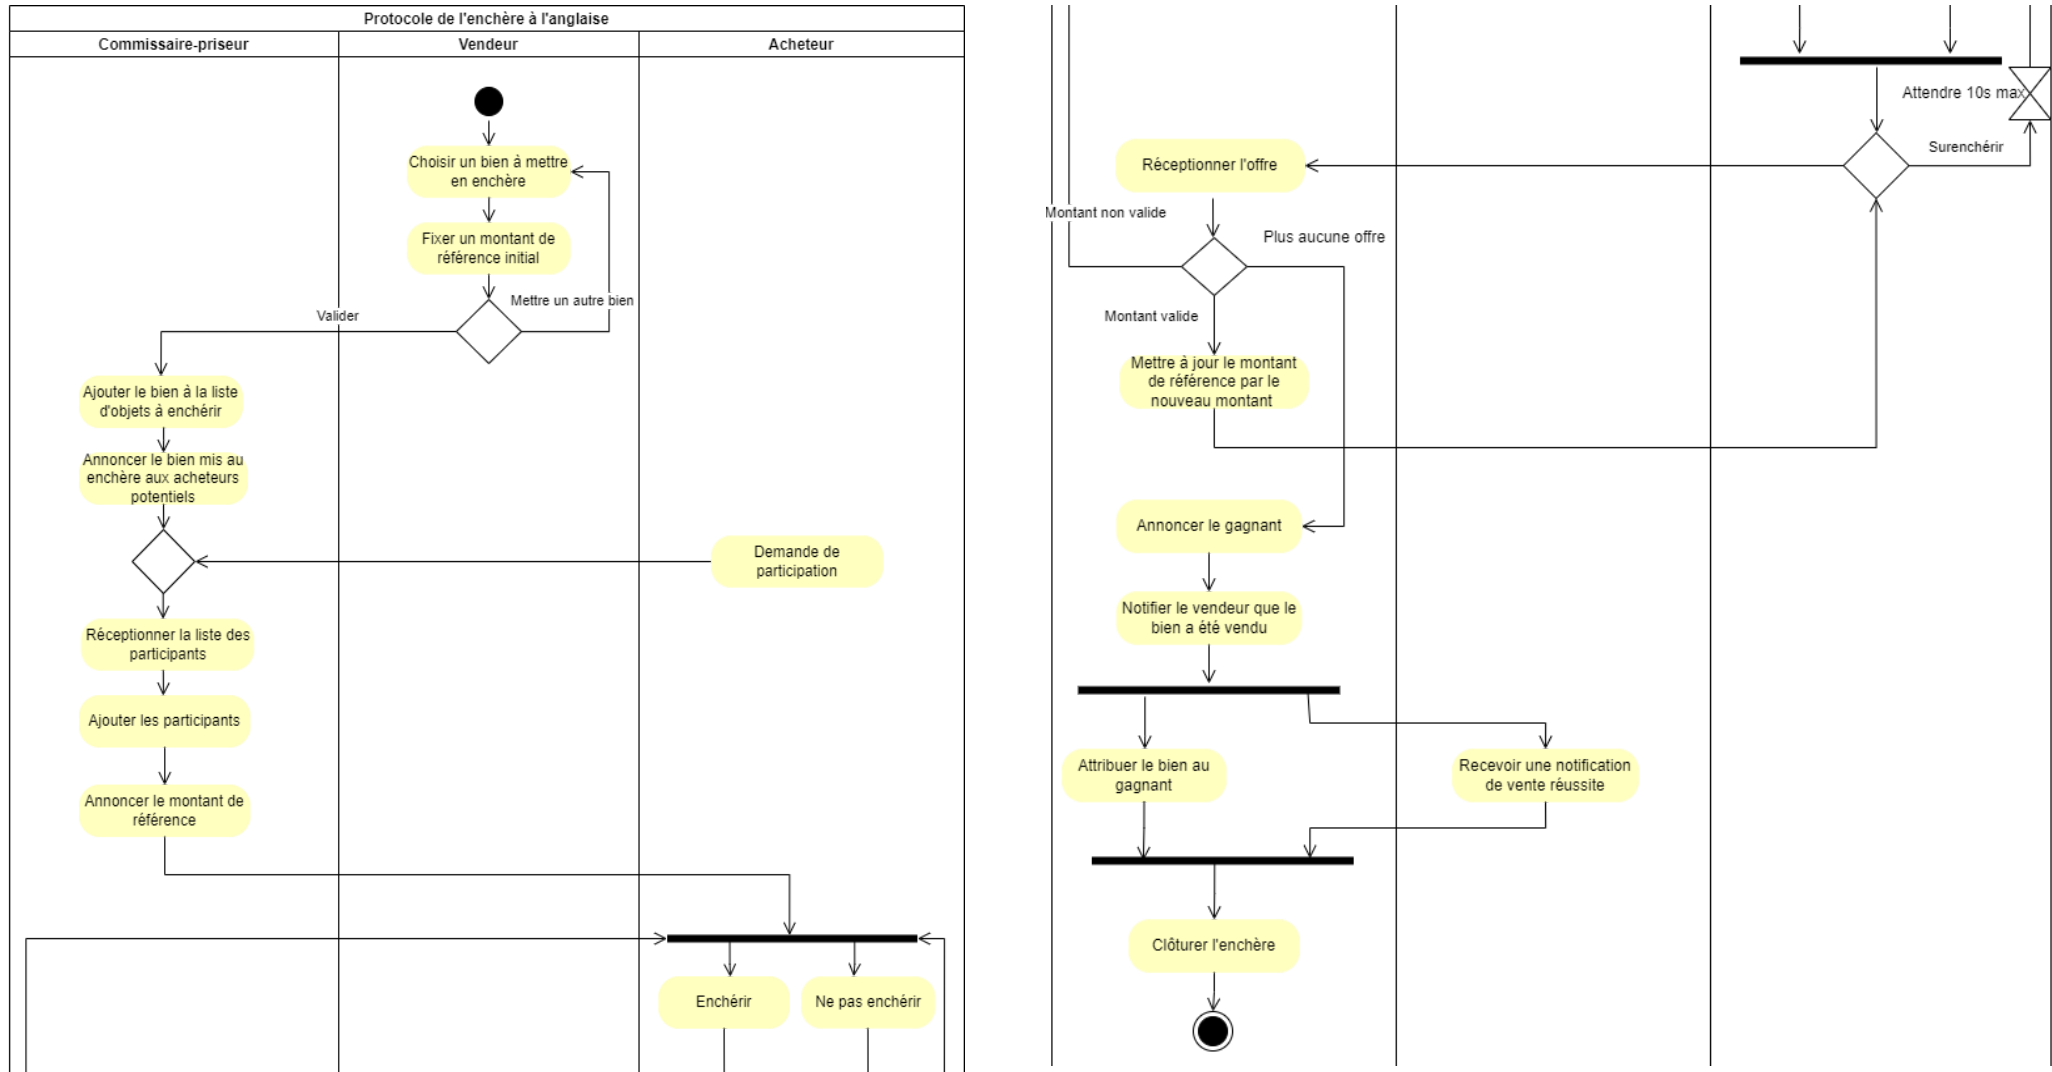 Protocole de l'enchère à l'anglaise
Commissaire-priseur
Vendeur
Acheteur
Choisir un bien à mettre
en enchère
Fixer un montant de
référence initial
Mettre un autre bien
Valider
Ajouter le bien à la liste
d'objets à enchérir
Annoncer le bien mis au
enchère aux acheteurs
potentiels
Demande de
participation
Réceptionner la liste des
participants
Ajouter les participants
Annoncer le montant de
référence
Enchérir
Ne pas enchérir
Attendre 10s max
Surenchérir
Réceptionner l'offre
Montant non valide
Plus aucune offre
Montant valide
Mettre à jour le montant
de référence par le
nouveau montant
Annoncer le gagnant
Notifier le vendeur que le
bien a été vendu
Attribuer le bien au
gagnant
Recevoir une notification
de vente réussite
Clôturer l'enchère